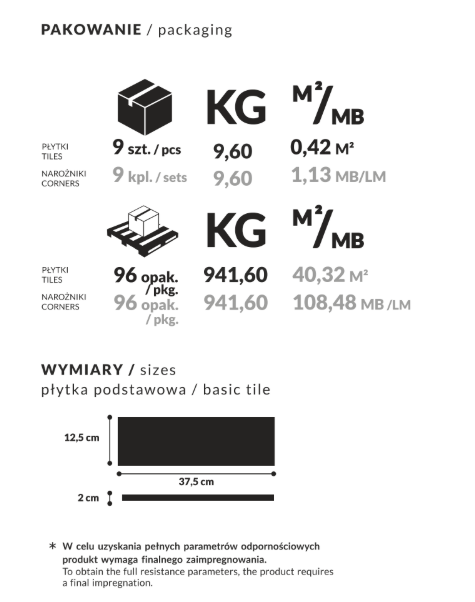 PAKOWANIE / packaging
KG M²/MB
PŁYTKI
TILES
9 szt. / pcs 9,60 0,42 M²
NAROŻNIKI
CORNERS
9 kpl. / sets 9,60 1,13 MB/LM
KG M²/MB
PŁYTKI
TILES
96 opak.
/ pkg.
941,60 40,32 M²
NAROŻNIKI
CORNERS
96 opak.
/ pkg.
941,60 108,48 MB /LM
WYMIARY / sizes
płytka podstawowa / basic tile
12,5 cm
37,5 cm
2 cm
* W celu uzyskania pełnych parametrów odpornościowych
produkt wymaga finalnego zaimpregnowania.
To obtain the full resistance parameters, the product requires
a final impregnation.